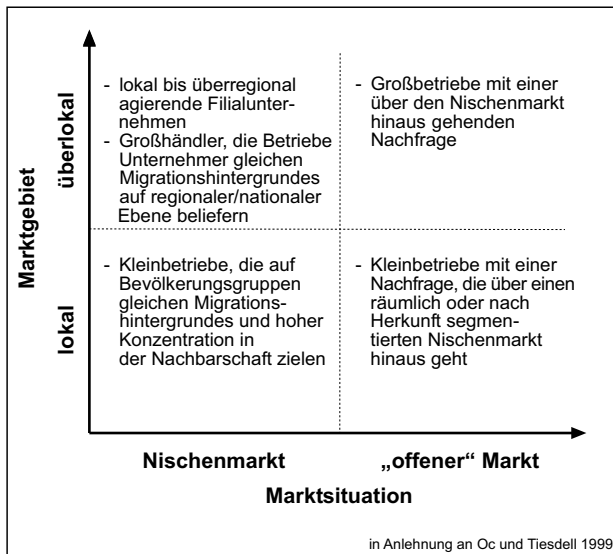 - lokal bis überregional
agierende Filialunter-
nehmen
- Großhändler, die Betriebe
Unternehmer gleichen
Migrationshintergrundes
auf regionaler/nationaler
Ebene beliefern
- Großbetriebe mit einer
über den Nischenmarkt
hinaus gehenden
Nachfrage
- Kleinbetriebe, die auf
Bevölkerungsgruppen
gleichen Migrations-
hintergrundes und hoher
Konzentration in
der Nachbarschaft zielen
- Kleinbetriebe mit einer
Nachfrage, die über einen
räumlich oder nach
Herkunft segmen-
tierten Nischenmarkt
hinaus geht
Marktgebiet
überlokal
lokal
Nischenmarkt
„offener“ Markt
Marktsituation
in Anlehnung an Oc und Tiesdell 1999